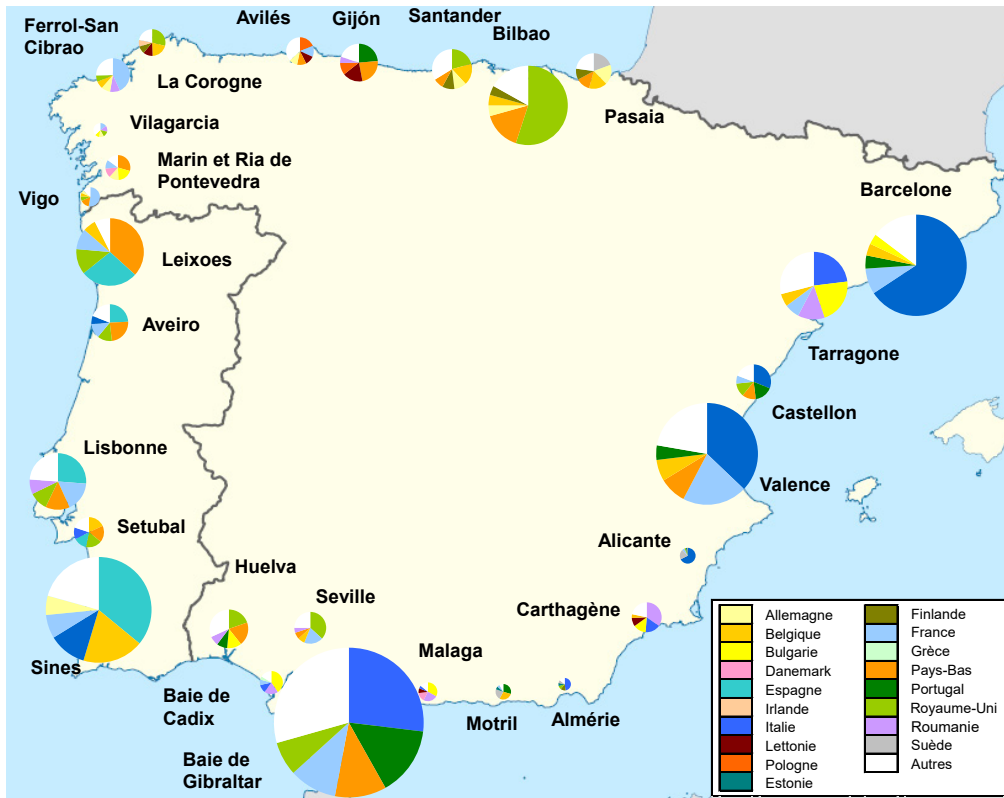 Ferrol-San
Cibrao
Avilés
Gijón
Santander
Bilbao
La Corogne
Pasaia
Vilagarcia
Marin et Ria de
Pontevedra
Vigo
Barcelone
Leixoes
Aveiro
Tarragone
Castellon
Lisbonne
Valence
Setubal
Alicante
Huelva
Seville
Carthagène
Sines
Malaga
Baie de
Cadix
Motril
Almérie
Baie de
Gibraltar
Allemagne
Belgique
Bulgarie
Danemark
Espagne
Irlande
Italie
Lettonie
Pologne
Estonie
Finlande
France
Grèce
Pays-Bas
Portugal
Royaume-Uni
Roumanie
Suède
Autres